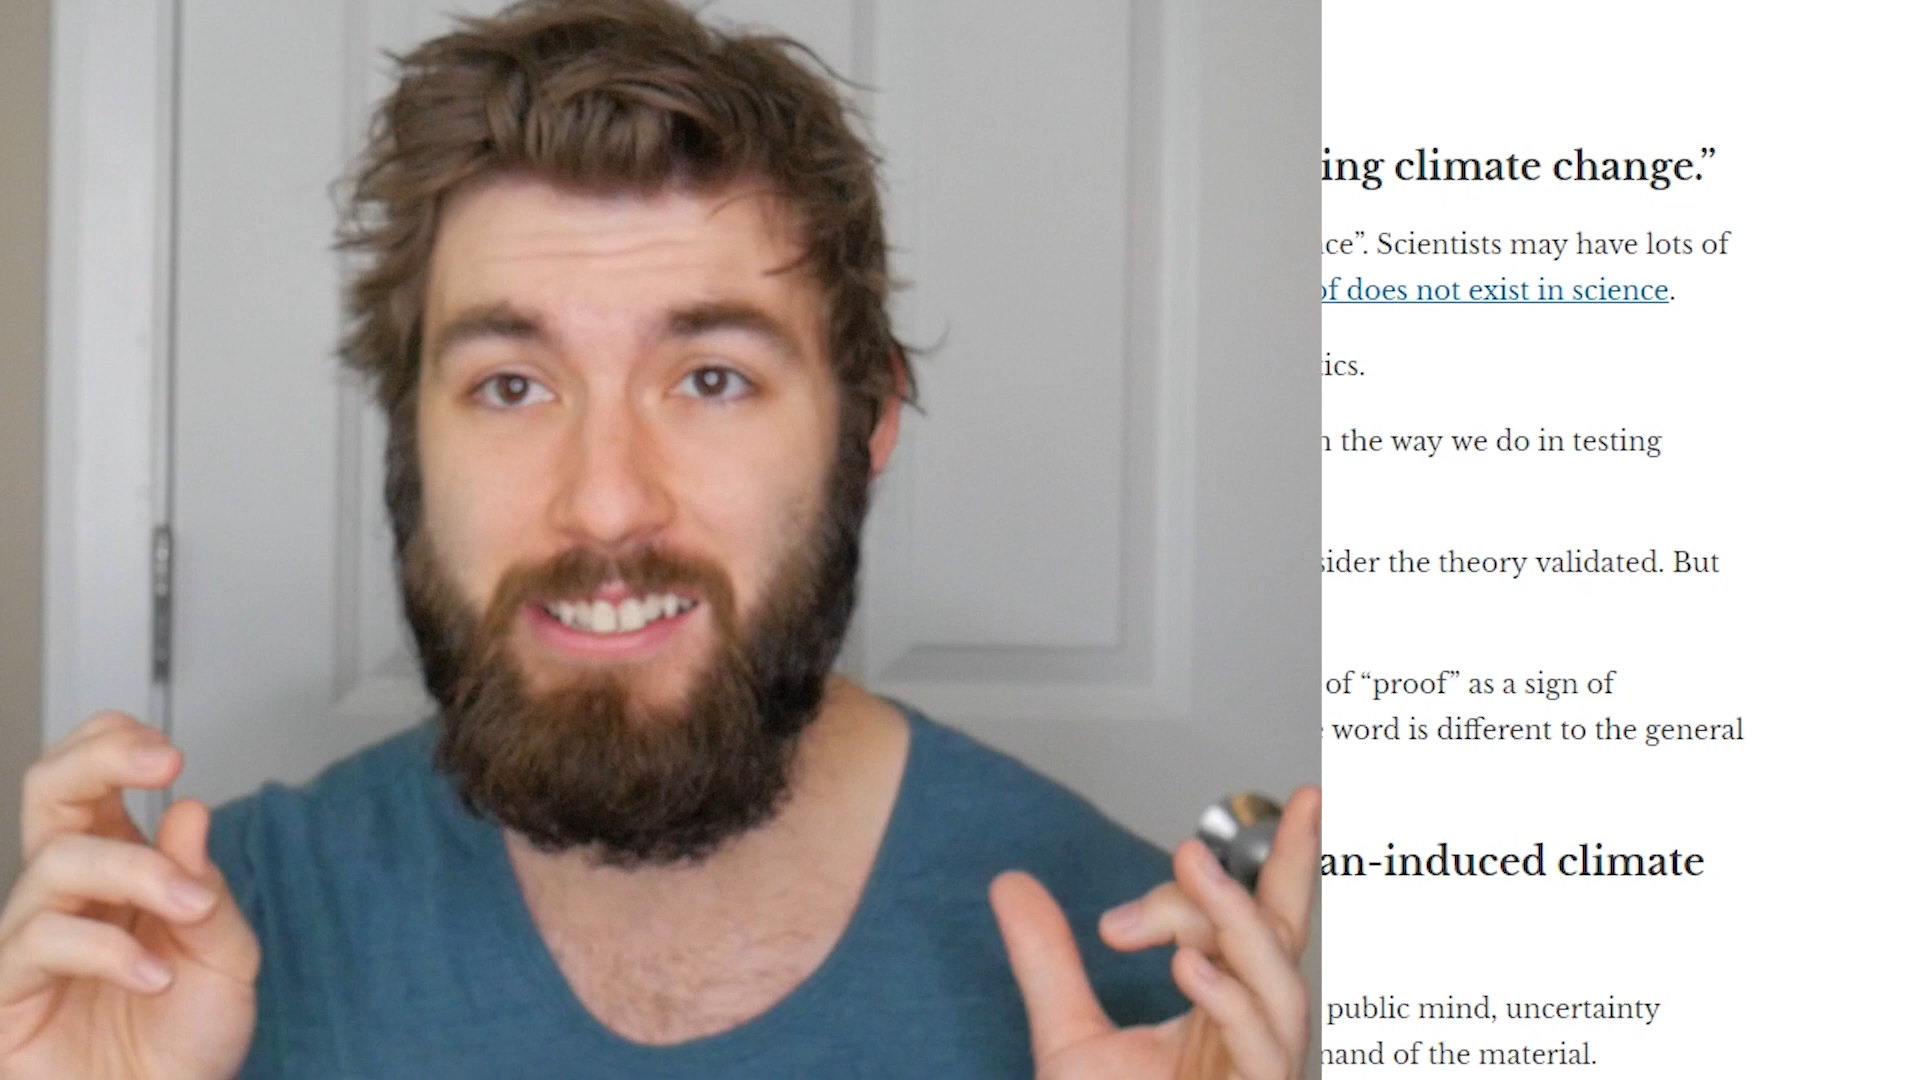 ing climate change.”
ce”. Scientists may have lots of
of does not exist in science.
ics.
the way we do in testing
sider the theory validated. But
of “proof” as a sign of
word is different to the general
an-induced climate
public mind, uncertainty
mand of the material.